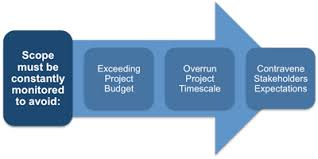 Scope
must be
constantly
monitored
to avoid:
Exceeding
Project
Budget
Overrun
Project
Timescale
Contravene
Stakeholders
Expectations